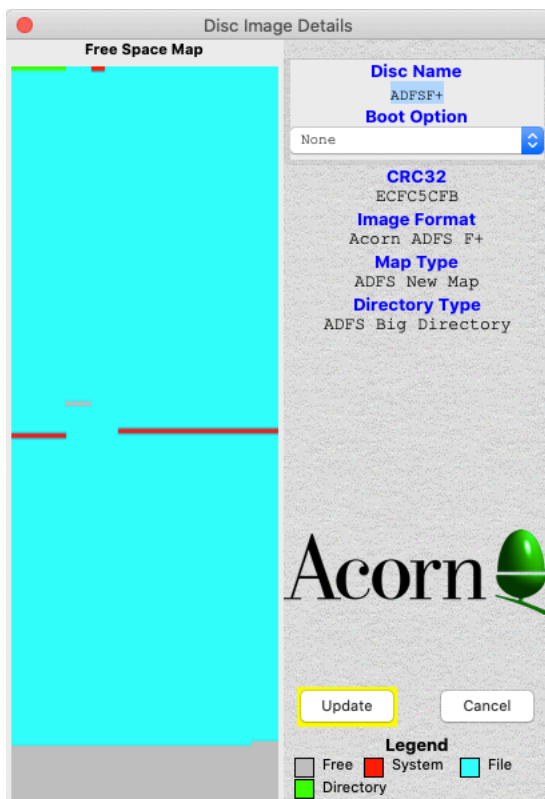 Disc Image Details
Free Space Map
Disc Name
ADFSF+
Boot Option
None
CRC32
ECFC5CFB
Image Format
Acorn ADFS F+
Map Type
ADFS New Map
Directory Type
ADFS Big Directory
Acorn
Update
Cancel
Legend
Free
System
File
Directory